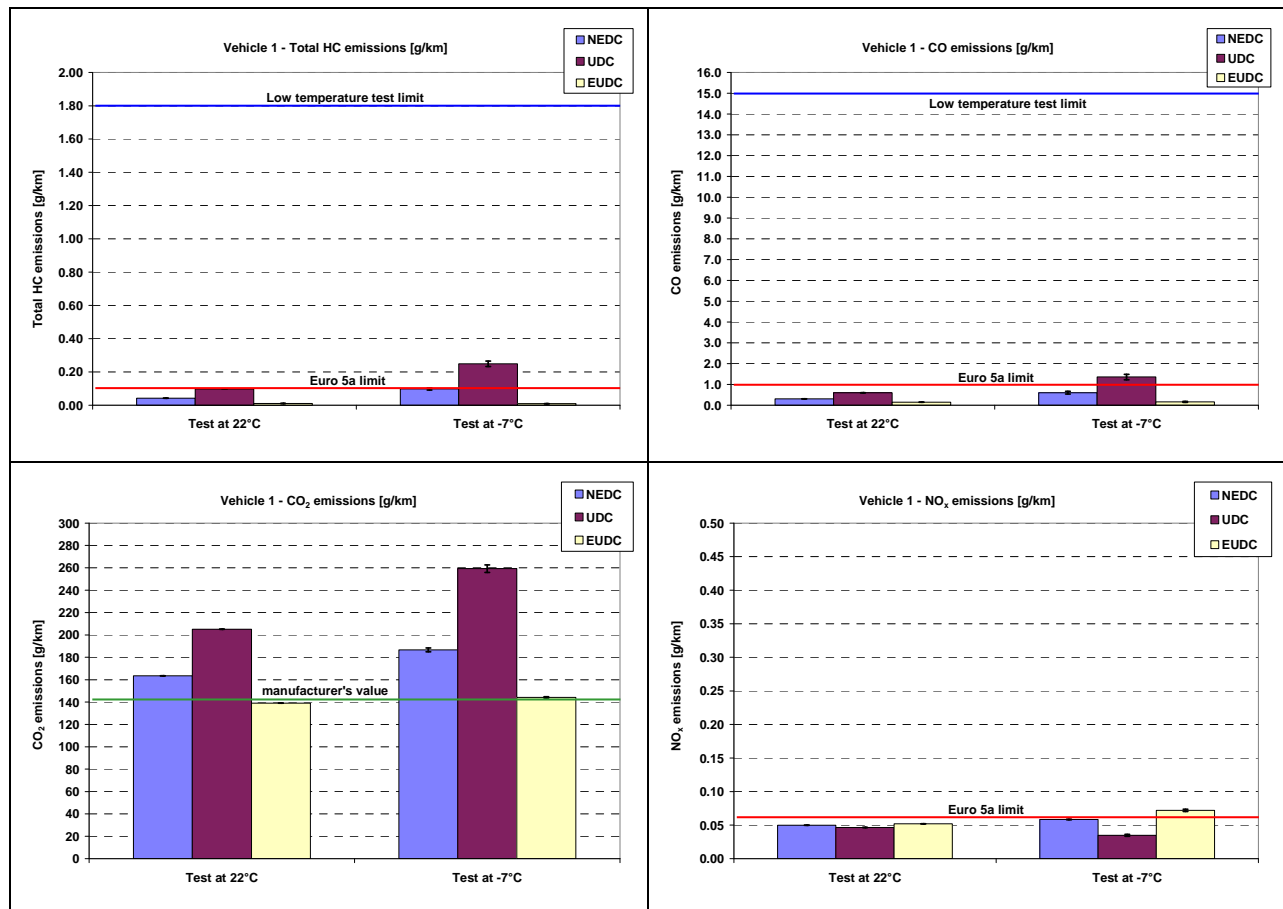 Vehicle 1 - Total HC emissions [g/km]
NEDC
UDC
EUDC
2.00
1.80
1.60
1.40
1.20
1.00
0.80
0.60
0.40
0.20
0.00
Total HC emissions [g/km]
Low temperature test limit
Euro 5a limit
Test at 22°C
Test at -7°C
Vehicle 1 - CO emissions [g/km]
NEDC
UDC
EUDC
16.0
15.0
14.0
13.0
12.0
11.0
10.0
9.0
8.0
7.0
6.0
5.0
4.0
3.0
2.0
1.0
0.0
CO emissions [g/km]
Low temperature test limit
Euro 5a limit
Test at 22°C
Test at -7°C
Vehicle 1 - CO₂ emissions [g/km]
NEDC
UDC
EUDC
300
280
260
240
220
200
180
160
140
120
100
80
60
40
20
0
CO₂ emissions [g/km]
manufacturer's value
Test at 22°C
Test at -7°C
Vehicle 1 - NOₓ emissions [g/km]
NEDC
UDC
EUDC
0.50
0.45
0.40
0.35
0.30
0.25
0.20
0.15
0.10
0.05
0.00
NOₓ emissions [g/km]
Euro 5a limit
Test at 22°C
Test at -7°C